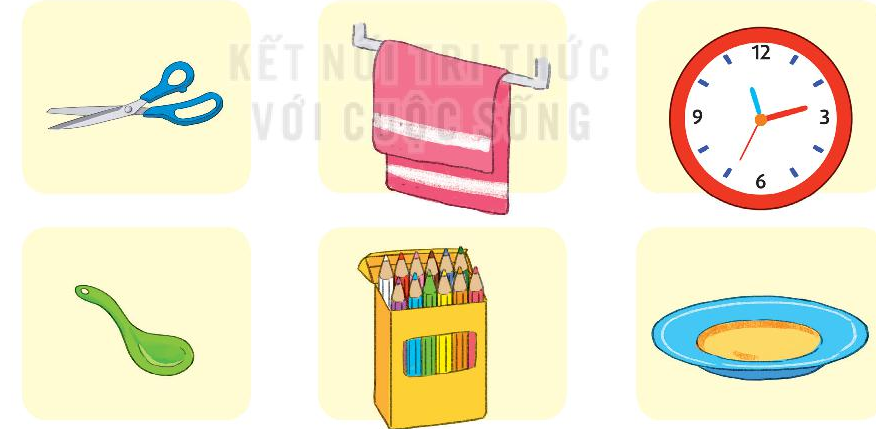 KẾT NỐI TRI THỨC
VỚI CUỘC SỐNG
12
9
3
6